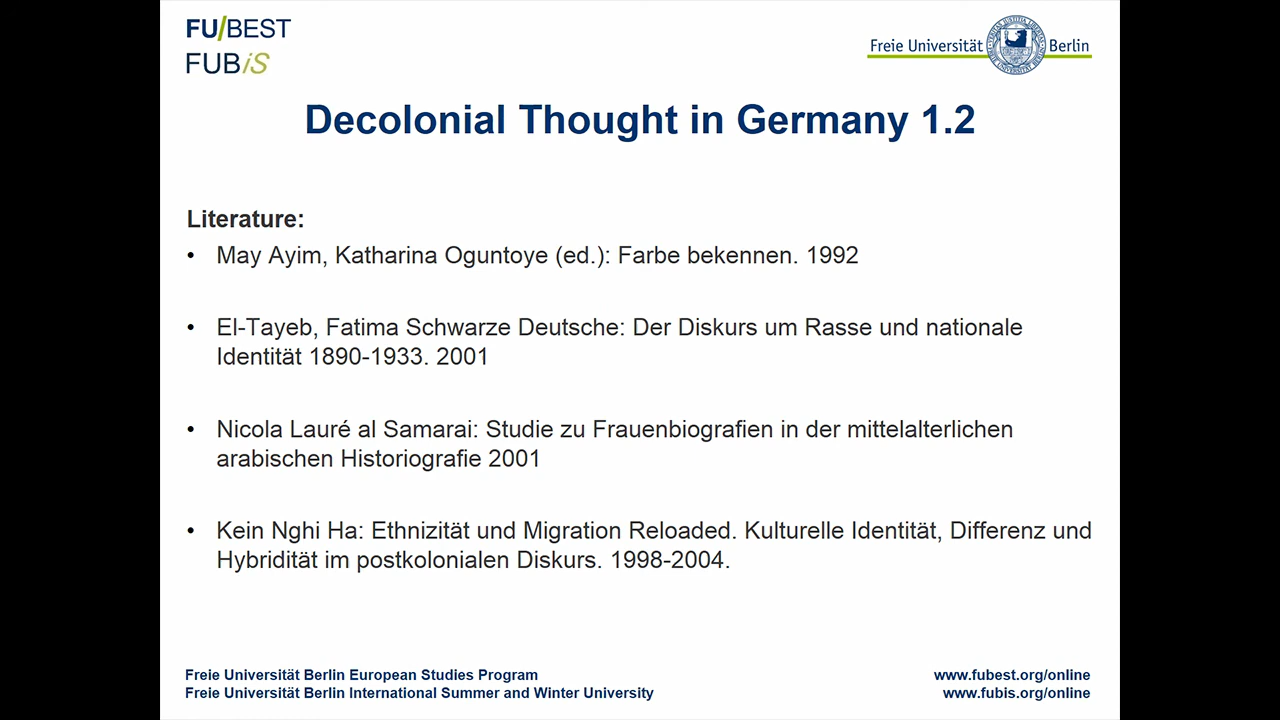 FU/BEST
FUBiS
Freie Universität Berlin
Decolonial Thought in Germany 1.2
Literature:
• May Ayim, Katharina Oguntoye (ed.): Farbe bekennen. 1992
• El-Tayeb, Fatima Schwarze Deutsche: Der Diskurs um Rasse und nationale
Identität 1890-1933. 2001
• Nicola Lauré al Samarai: Studie zu Frauenbiografien in der mittelalterlichen
arabischen Historiografie 2001
• Kein Nghi Ha: Ethnizität und Migration Reloaded. Kulturelle Identität, Differenz und
Hybridität im postkolonialen Diskurs. 1998-2004.
Freie Universität Berlin European Studies Program
Freie Universität Berlin International Summer and Winter University
www.fubest.org/online
www.fubis.org/online